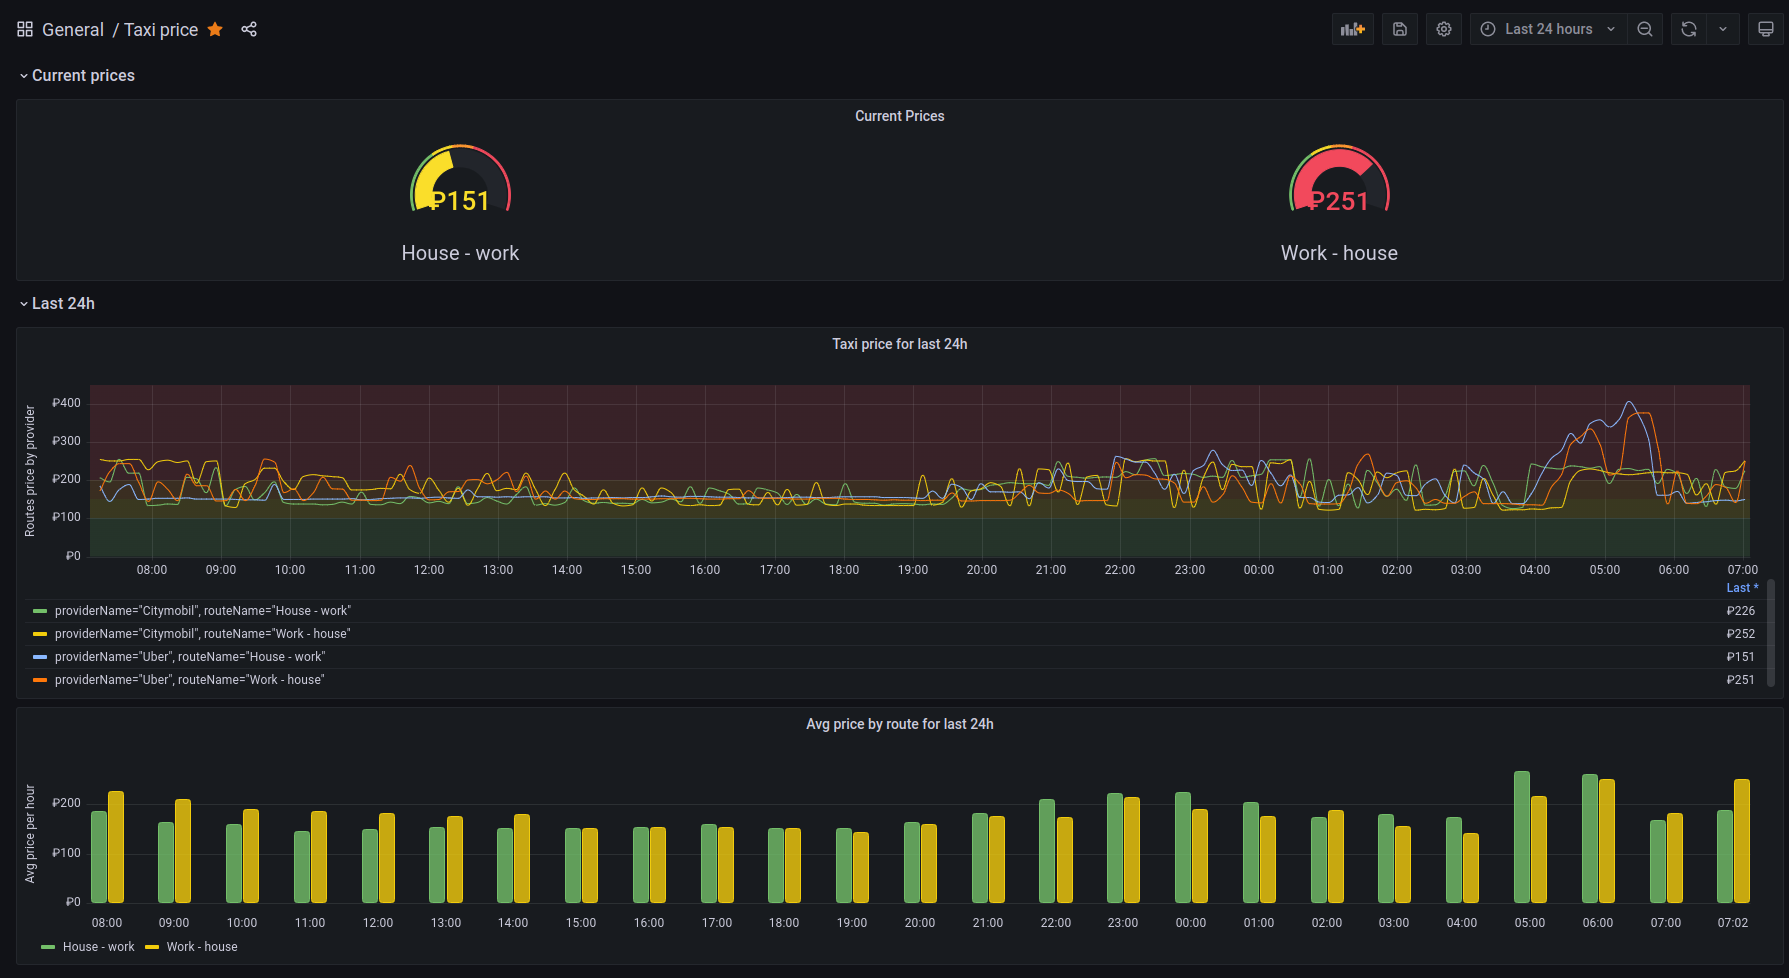 General / Taxi price
Last 24 hours
Current prices
Current Prices
₽151
₽251
House - work
Work - house
Last 24h
Taxi price for last 24h
Routes price by provider
₽400
₽300
₽200
₽100
₽0
08:00 09:00 10:00 11:00 12:00 13:00 14:00 15:00 16:00 17:00 18:00 19:00 20:00 21:00 22:00 23:00 00:00 01:00 02:00 03:00 04:00 05:00 06:00 07:00
Last *
providerName="Citymobil", routeName="House - work" ₽226
providerName="Citymobil", routeName="Work - house" ₽252
providerName="Uber", routeName="House - work" ₽151
providerName="Uber", routeName="Work - house" ₽251
Avg price by route for last 24h
Avg price per hour
₽200
₽100
₽0
08:00 09:00 10:00 11:00 12:00 13:00 14:00 15:00 16:00 17:00 18:00 19:00 20:00 21:00 22:00 23:00 00:00 01:00 02:00 03:00 04:00 05:00 06:00 07:00 07:02
House - work Work - house